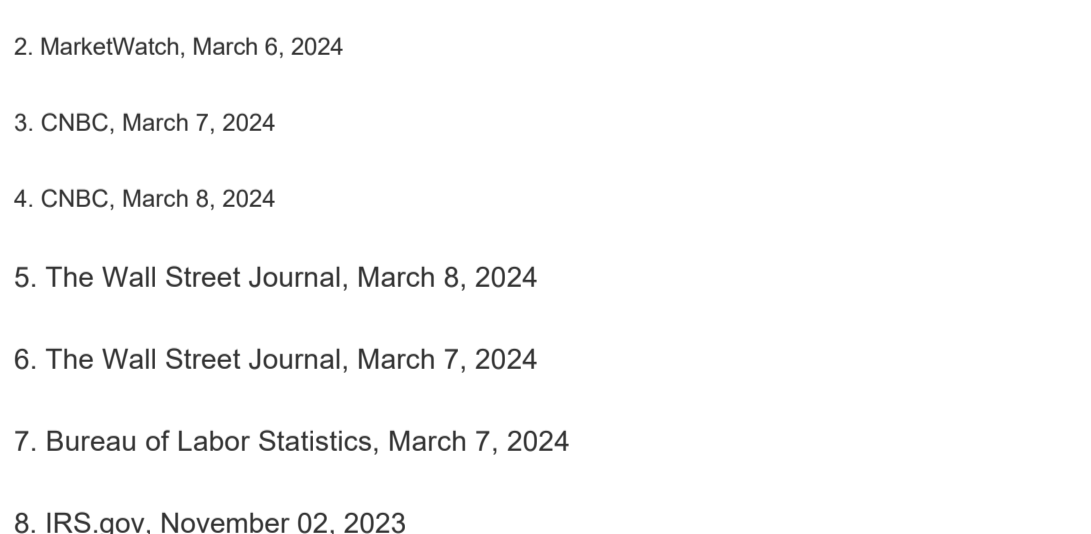 2. MarketWatch, March 6, 2024
3. CNBC, March 7, 2024
4. CNBC, March 8, 2024
5. The Wall Street Journal, March 8, 2024
6. The Wall Street Journal, March 7, 2024
7. Bureau of Labor Statistics, March 7, 2024
8. IRS.gov, November 02, 2023